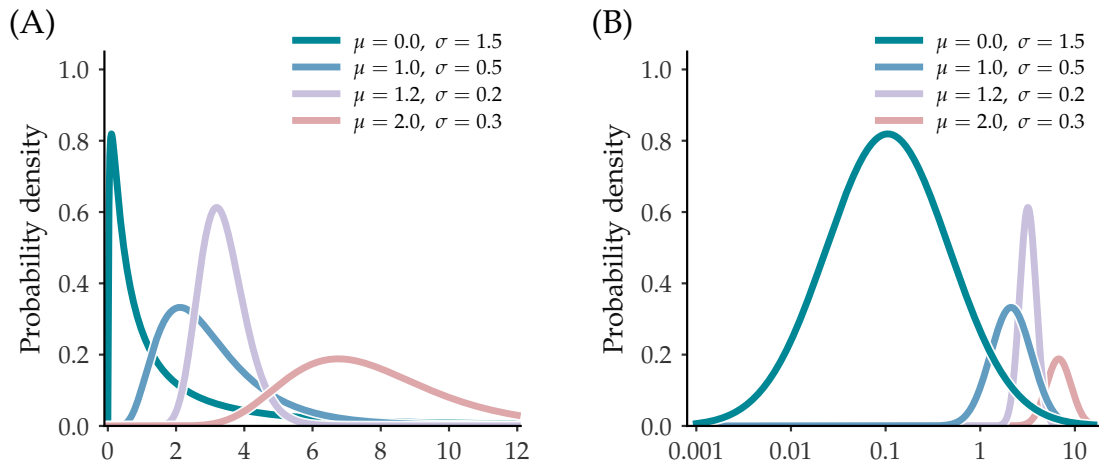 (A)
μ = 0.0, σ = 1.5
μ = 1.0, σ = 0.5
μ = 1.2, σ = 0.2
μ = 2.0, σ = 0.3
Probability density
1.0
0.8
0.6
0.4
0.2
0.0
0 2 4 6 8 10 12
(B)
μ = 0.0, σ = 1.5
μ = 1.0, σ = 0.5
μ = 1.2, σ = 0.2
μ = 2.0, σ = 0.3
Probability density
1.0
0.8
0.6
0.4
0.2
0.0
0.001 0.01 0.1 1 10